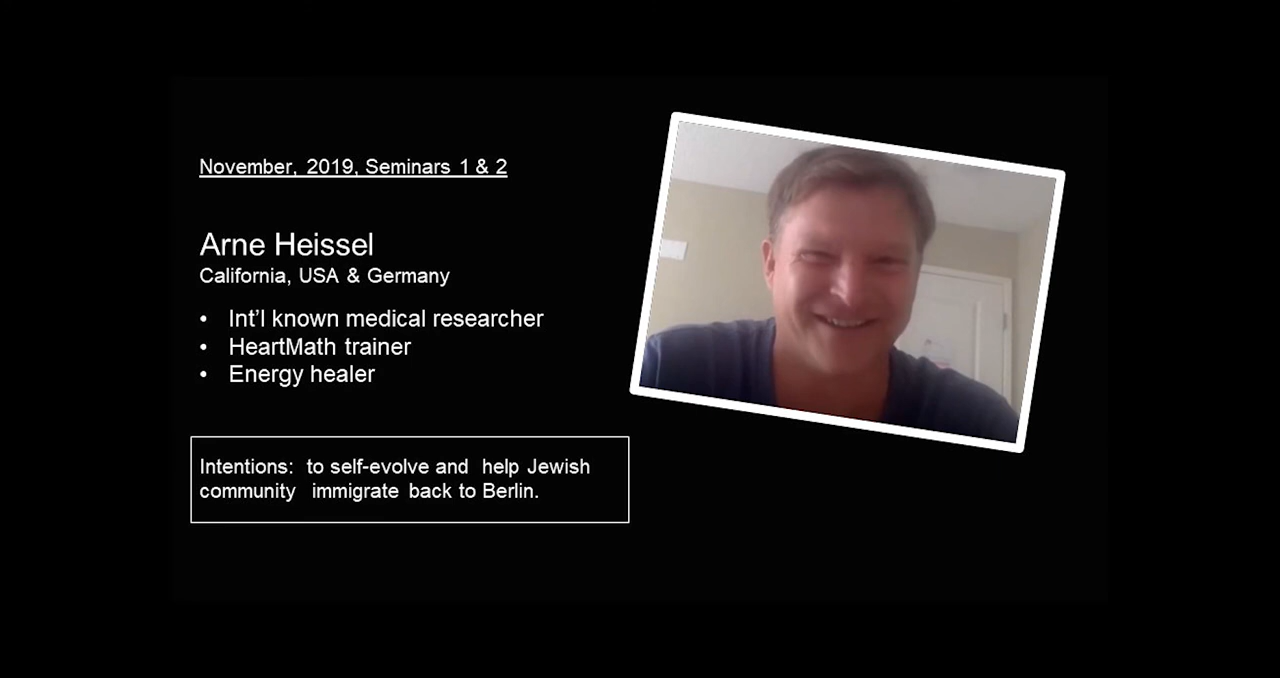 November, 2019, Seminars 1 & 2
Arne Heissel
California, USA & Germany
• Int’l known medical researcher
• HeartMath trainer
• Energy healer
Intentions: to self-evolve and help Jewish
community immigrate back to Berlin.